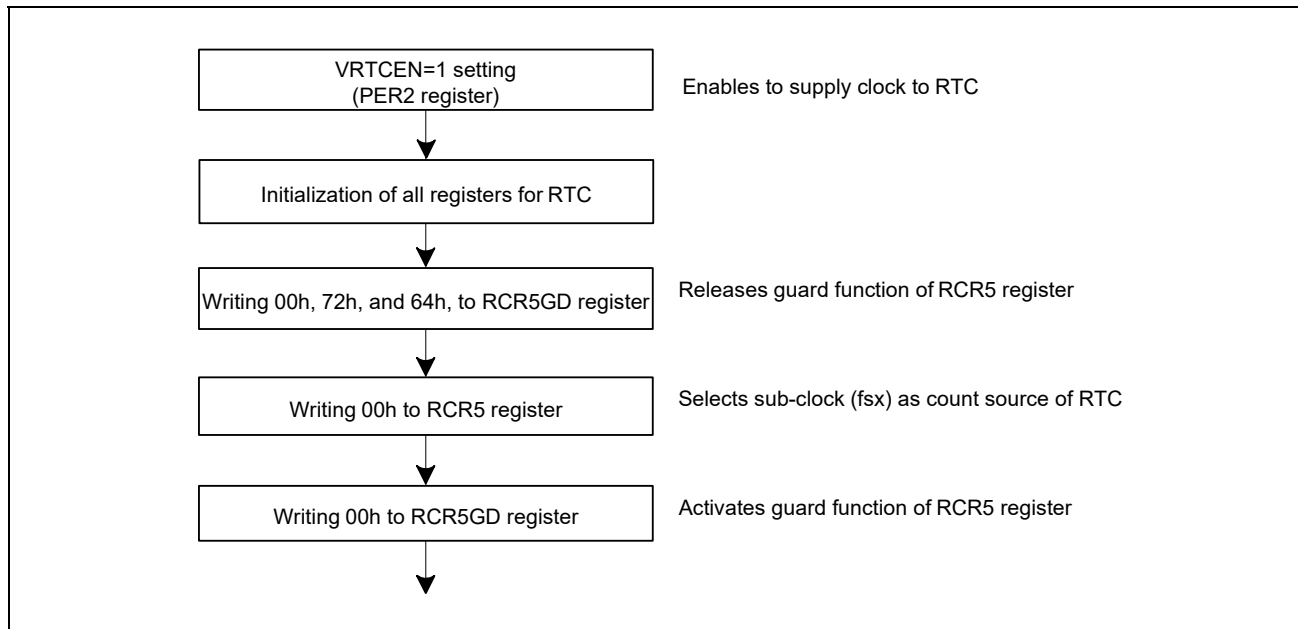 VRTCEN=1 setting
(PER2 register)
Enables to supply clock to RTC
Initialization of all registers for RTC
Writing 00h, 72h, and 64h, to RCR5GD register
Releases guard function of RCR5 register
Writing 00h to RCR5 register
Selects sub-clock (fsx) as count source of RTC
Writing 00h to RCR5GD register
Activates guard function of RCR5 register